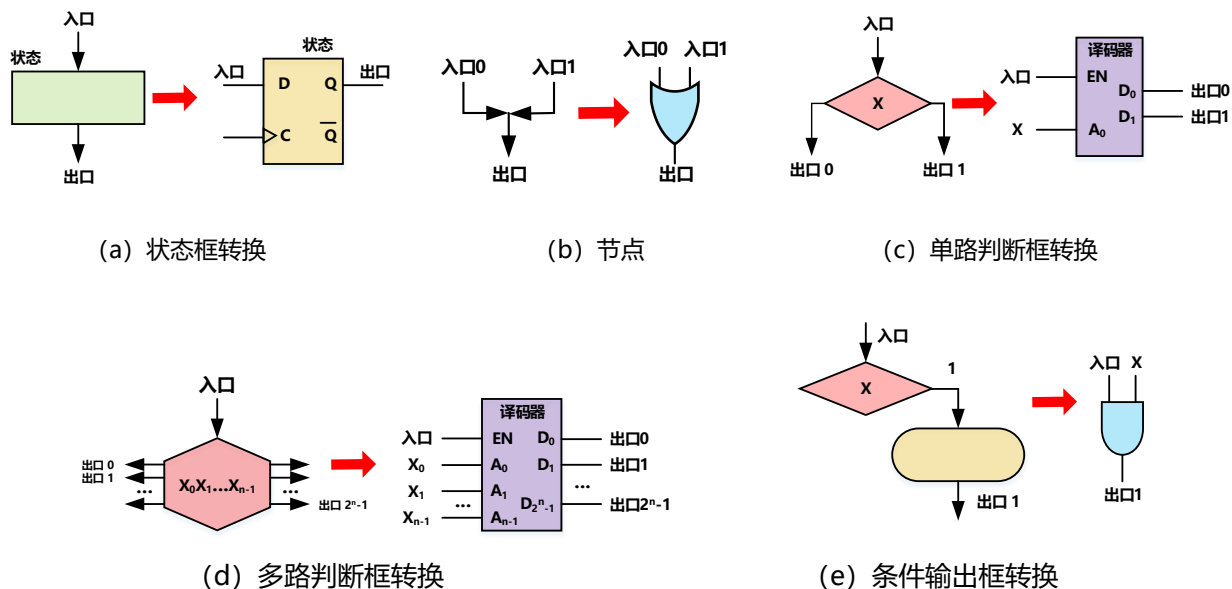 入口
状态
出口
状态
入口
D Q
出口
C Q
(a) 状态框转换
入口0 入口1
出口
入口0 入口1
出口
(b) 节点
入口
X
出口 0
出口 1
译码器
入口
EN
D0
出口0
D1
出口1
X
A0
(c) 单路判断框转换
入口
出口 0
出口 1
...
X0X1...Xn-1
...
出口 2ⁿ-1
译码器
入口
EN
D0
出口0
X0
A0
D1
出口1
X1
A1
...
...
D2ⁿ-1
出口2ⁿ-1
Xn-1
An-1
(d) 多路判断框转换
入口
X
1
出口 1
入口 X
出口1
(e) 条件输出框转换